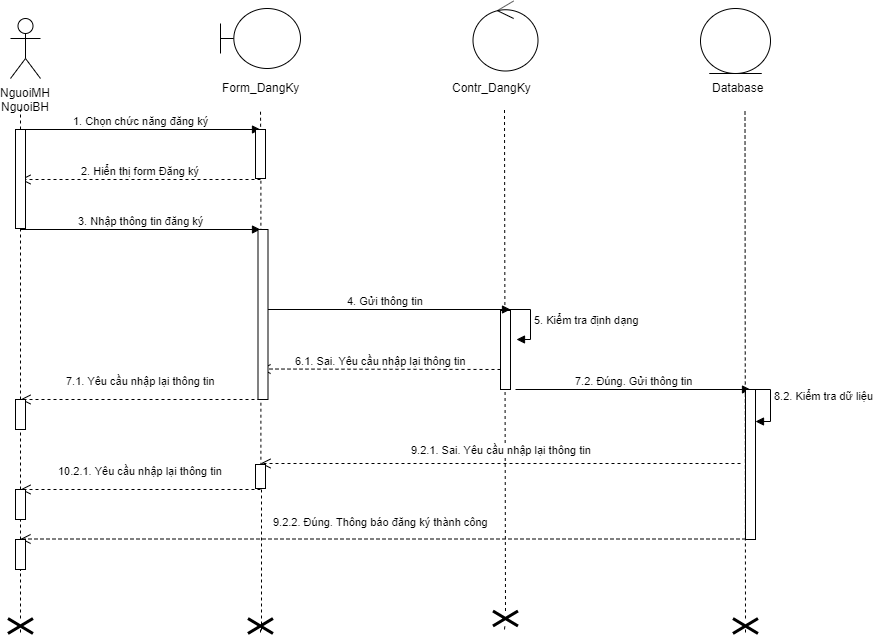 NguoiMH
NguoiBH
Form_DangKy
Contr_DangKy
Database
1. Chọn chức năng đăng ký
2. Hiển thị form Đăng ký
3. Nhập thông tin đăng ký
4. Gửi thông tin
5. Kiểm tra định dạng
6.1. Sai. Yêu cầu nhập lại thông tin
7.1. Yêu cầu nhập lại thông tin
7.2. Đúng. Gửi thông tin
8.2. Kiểm tra dữ liệu
9.2.1. Sai. Yêu cầu nhập lại thông tin
10.2.1. Yêu cầu nhập lại thông tin
9.2.2. Đúng. Thông báo đăng ký thành công